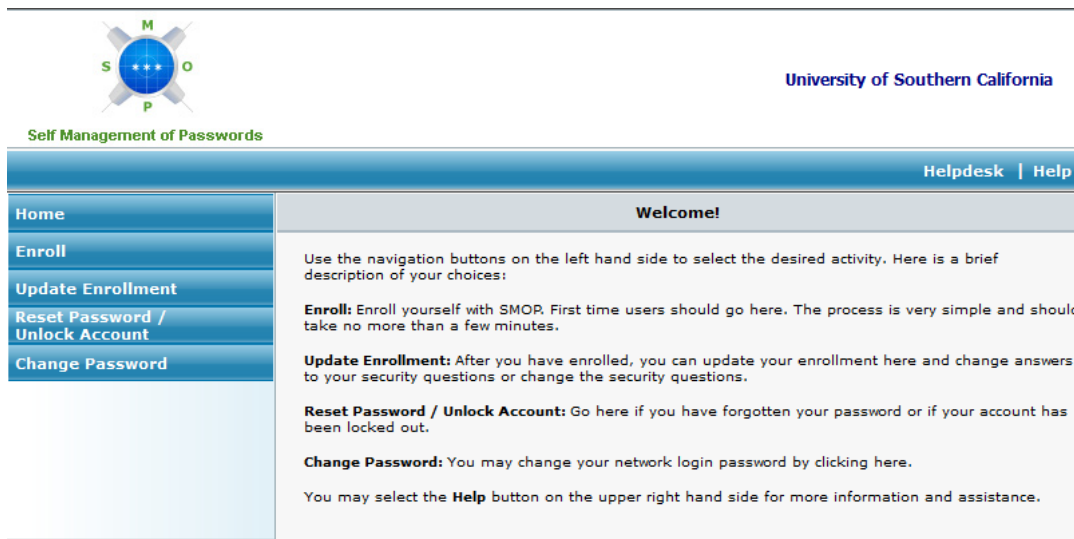 M
S *** O
P
Self Management of Passwords
University of Southern California
Helpdesk | Help
Home
Enroll
Update Enrollment
Reset Password /
Unlock Account
Change Password
Welcome!
Use the navigation buttons on the left hand side to select the desired activity. Here is a brief
description of your choices:
Enroll: Enroll yourself with SMOP. First time users should go here. The process is very simple and should
take no more than a few minutes.
Update Enrollment: After you have enrolled, you can update your enrollment here and change answers
to your security questions or change the security questions.
Reset Password / Unlock Account: Go here if you have forgotten your password or if your account has
been locked out.
Change Password: You may change your network login password by clicking here.
You may select the Help button on the upper right hand side for more information and assistance.